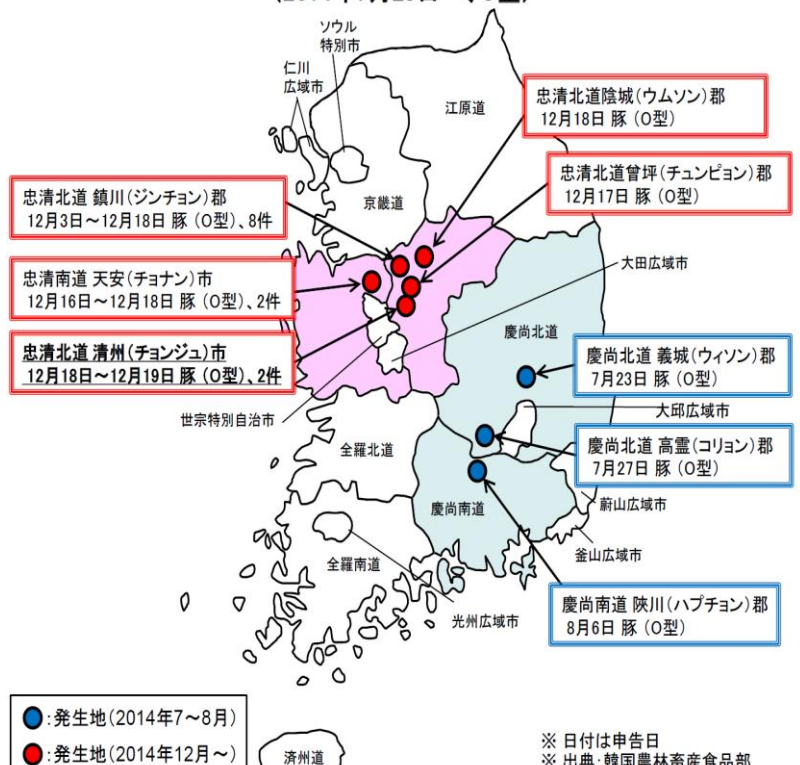 ソウル
特別市
仁川
広域市
江原道
忠清北道陰城(ウムソン)郡
12月18日 豚 (O型)
忠清北道曾坪(チュンピョン)郡
12月17日 豚 (O型)
忠清北道 鎮川(ジンチョン)郡
12月3日～12月18日 豚 (O型)、8件
京畿道
大田広域市
忠清南道 天安(チョナン)市
12月16日～12月18日 豚 (O型)、2件
慶尚北道
忠清北道 清州(チョンジュ)市
12月18日～12月19日 豚 (O型)、2件
慶尚北道 義城(ウィソン)郡
7月23日 豚 (O型)
世宗特別自治市
大邱広域市
全羅北道
慶尚北道 高霊(コリョン)郡
7月27日 豚 (O型)
慶尚南道
蔚山広域市
釜山広域市
全羅南道
光州広域市
慶尚南道 陜川(ハプチョン)郡
8月6日 豚 (O型)
:発生地(2014年7～8月)
:発生地(2014年12月～)
済州道
※ 日付は申告日
※ 出典:韓国農林畜産食品部